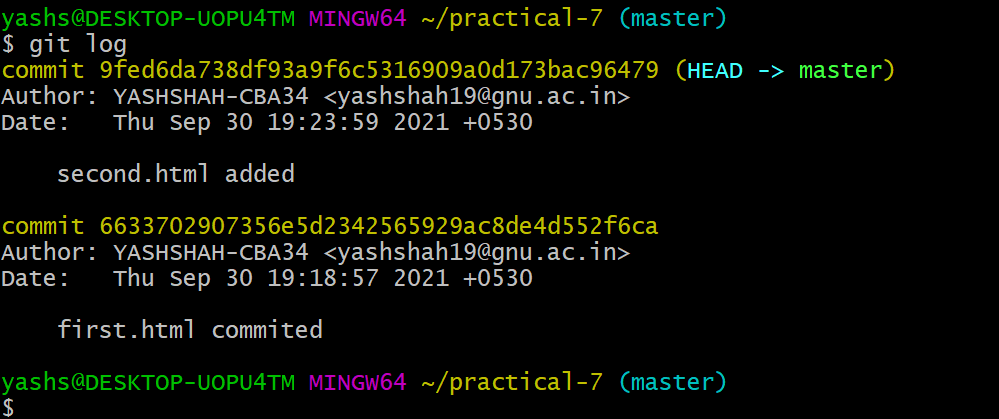 yashs@DESKTOP-UOPU4TM MINGW64 ~/practical-7 (master)
$ git log
commit 9fed6da738df93a9f6c5316909a0d173bac96479 (HEAD -> master)
Author: YASHSHAH-CBA34 <yashshah19@gnu.ac.in>
Date:   Thu Sep 30 19:23:59 2021 +0530
    second.html added
commit 6633702907356e5d2342565929ac8de4d552f6ca
Author: YASHSHAH-CBA34 <yashshah19@gnu.ac.in>
Date:   Thu Sep 30 19:18:57 2021 +0530
    first.html commited
yashs@DESKTOP-UOPU4TM MINGW64 ~/practical-7 (master)
$